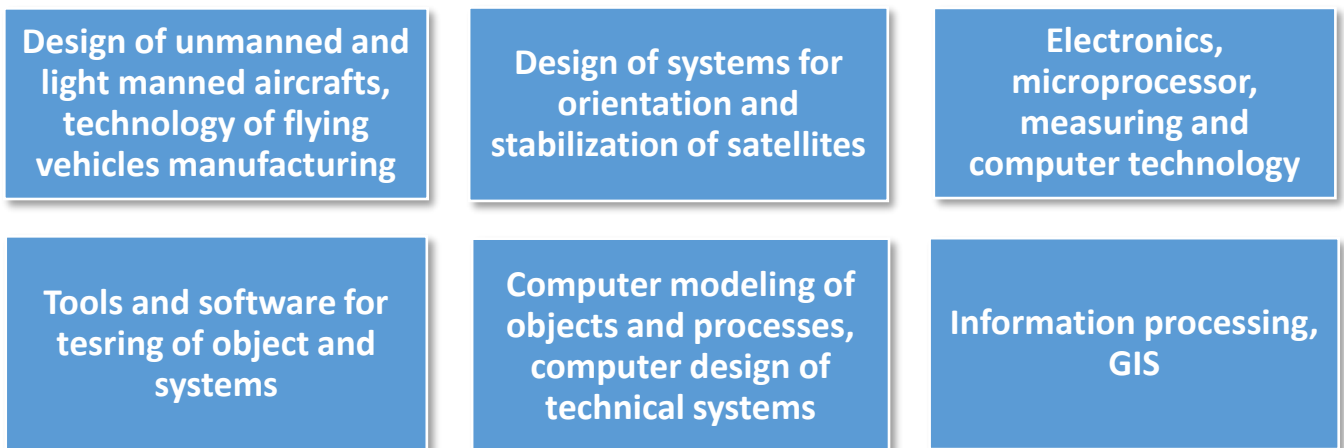 Design of unmanned and
light manned aircrafts,
technology of flying
vehicles manufacturing
Design of systems for
orientation and
stabilization of satellites
Electronics,
microprocessor,
measuring and
computer technology
Tools and software for
tesring of object and
systems
Computer modeling of
objects and processes,
computer design of
technical systems
Information processing,
GIS